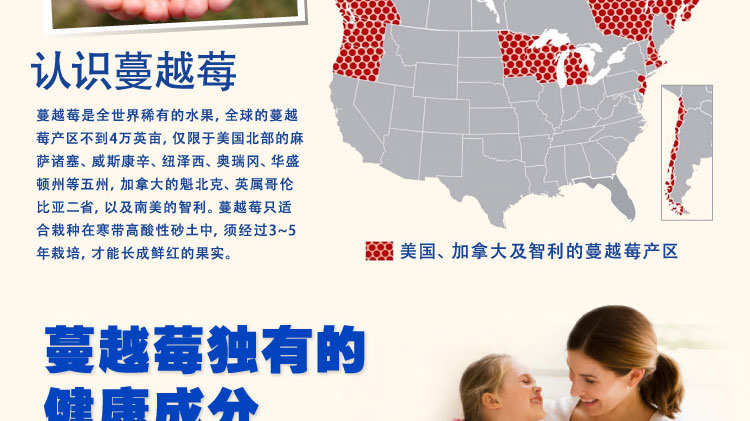 认识蔓越莓
蔓越莓是全世界稀有的水果，全球的蔓越
莓产区不到4万英亩，仅限于美国北部的麻
萨诸塞、威斯康辛、纽泽西、奥瑞冈、华盛
顿州等五州，加拿大的魁北克、英属哥伦
比亚二省，以及南美的智利。蔓越莓只适
合栽种在寒带高酸性砂土中，须经过3~5
年栽培，才能长成鲜红的果实。
美国、加拿大及智利的蔓越莓产区
蔓越莓独有的
健康成分